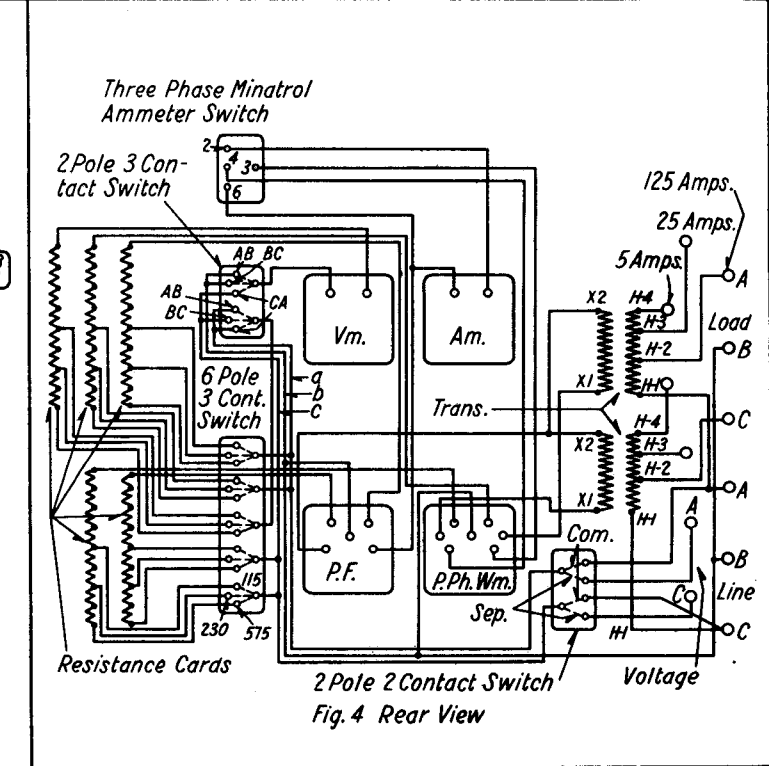 Three Phase Minatrol
Ammeter Switch
2 Pole 3 Con-
tact Switch
2
4
3
6
125 Amps.
25 Amps.
5 Amps.
AB
BC
AB
BC
CA
X2
H-4
H-3
H-2
A
Load
B
Vm.
Am.
6 Pole
3 Cont.
Switch
a
b
c
Trans.
X1
H-1
H-4
X2
H-3
H-2
C
X1
H-1
A
Com.
A
P.F.
P.Ph.Wm.
115
230
575
Sep.
C
B
Line
H-1
C
Resistance Cards
2 Pole 2 Contact Switch
Voltage
Fig. 4 Rear View